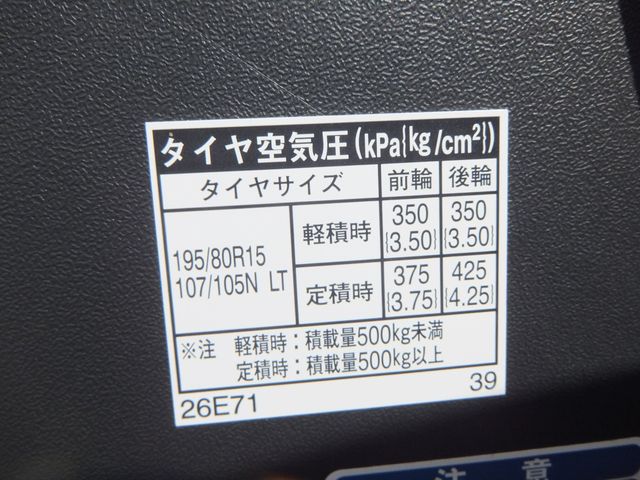 タイヤ空気圧(kPa{kg/cm²})
タイヤサイズ 前輪 後輪
195/80R15
107/105N LT
軽積時 350 {3.50} 350 {3.50}
定積時 375 {3.75} 425 {4.25}
※注 軽積時：積載量500kg未満
定積時：積載量500kg以上
26E71 39
注意